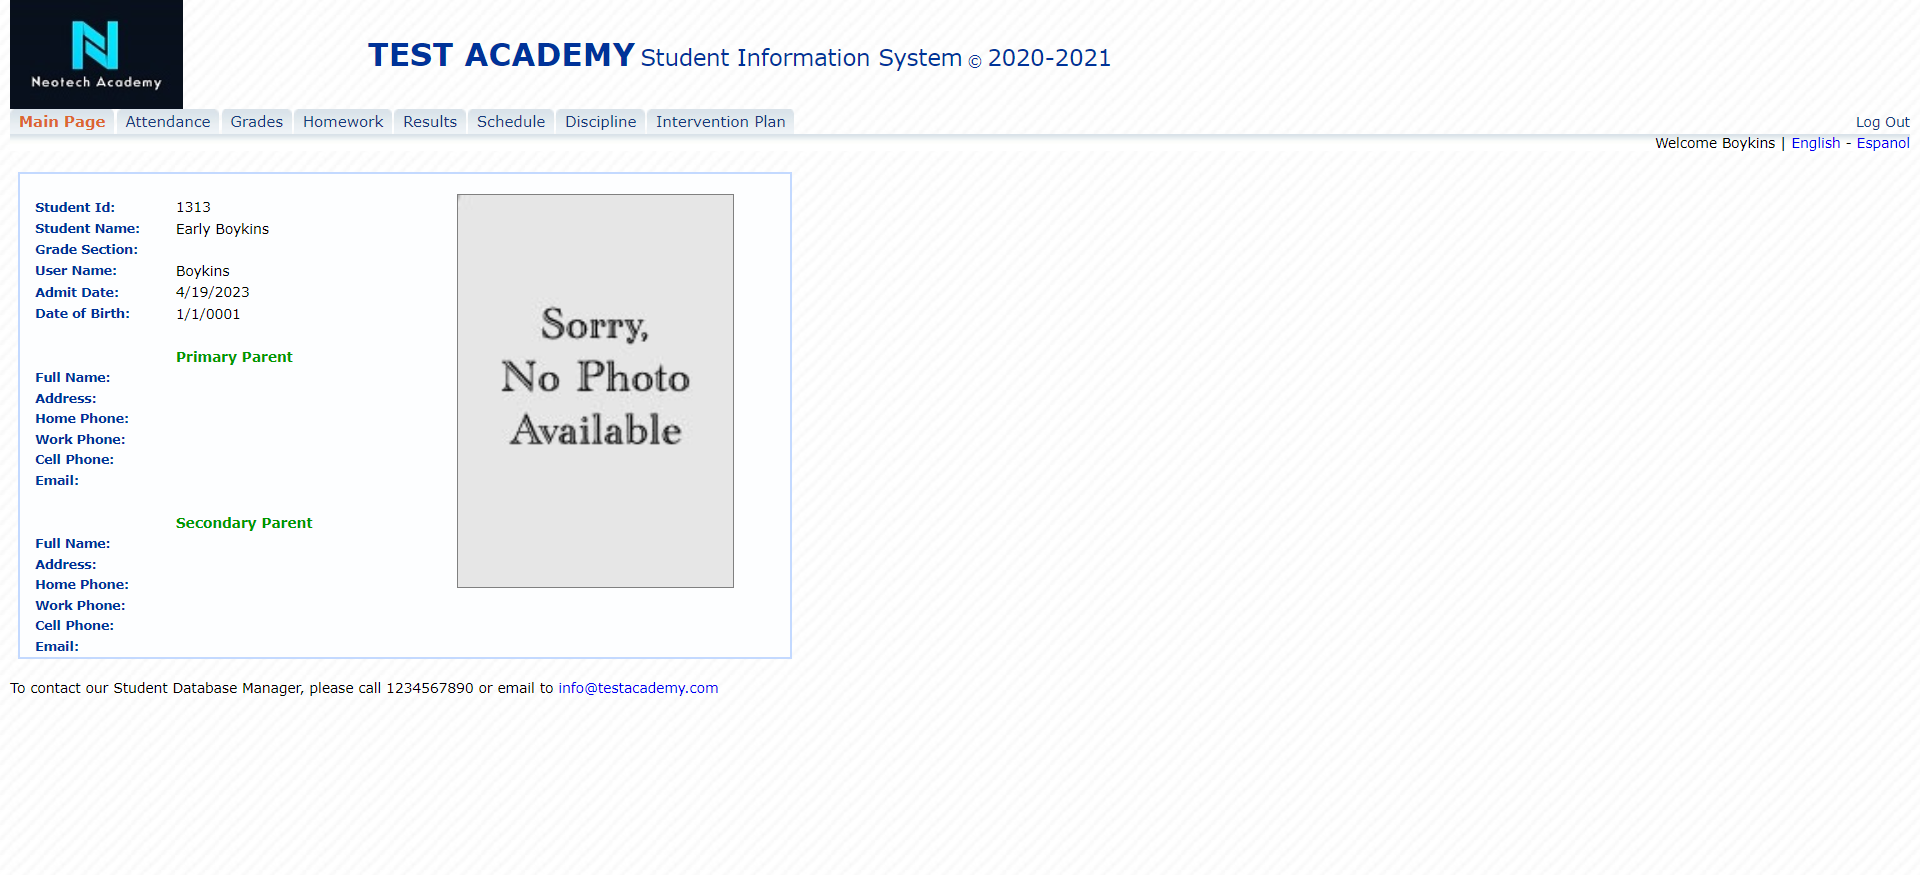 Neotech Academy
TEST ACADEMY Student Information System © 2020-2021
Main Page Attendance Grades Homework Results Schedule Discipline Intervention Plan Log Out
Welcome Boykins | English - Espanol
Student Id: 1313
Student Name: Early Boykins
Grade Section:
User Name: Boykins
Admit Date: 4/19/2023
Date of Birth: 1/1/0001
Primary Parent
Full Name:
Address:
Home Phone:
Work Phone:
Cell Phone:
Email:
Secondary Parent
Full Name:
Address:
Home Phone:
Work Phone:
Cell Phone:
Email:
Sorry,
No Photo
Available
To contact our Student Database Manager, please call 1234567890 or email to info@testacademy.com